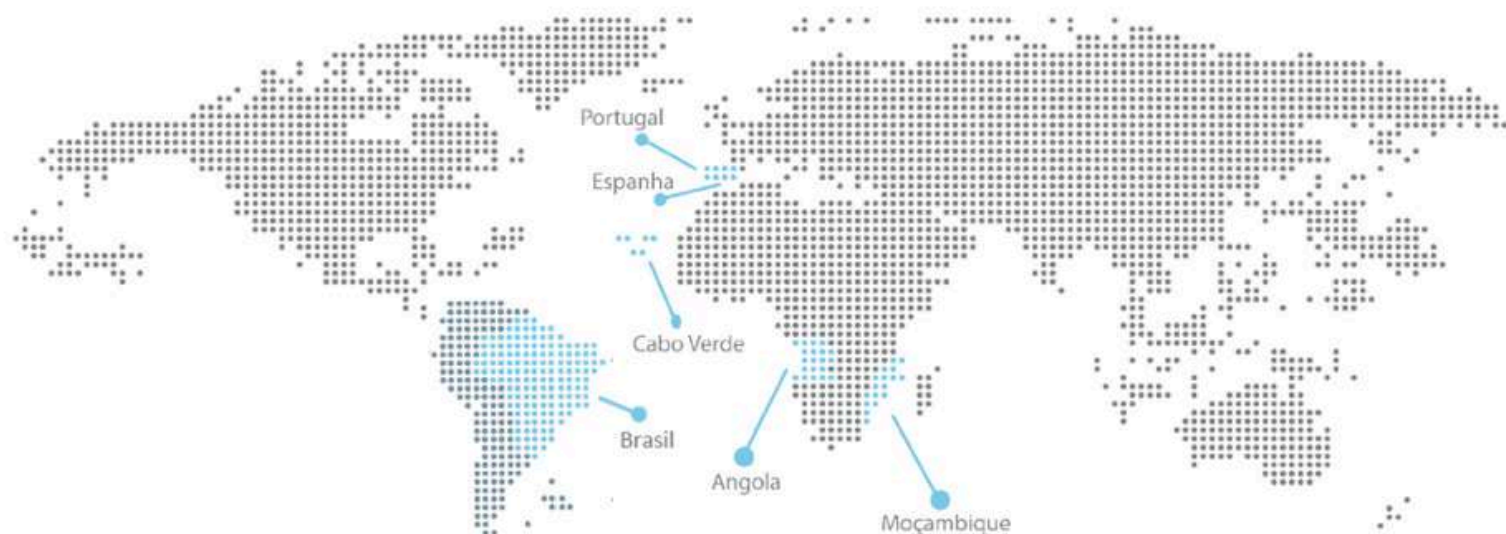 Portugal
Espanha
Cabo Verde
Brasil
Angola
Moçambique